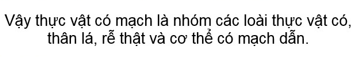 Vậy thực vật có mạch là nhóm các loài thực vật có,
thân lá, rễ thật và cơ thể có mạch dẫn.